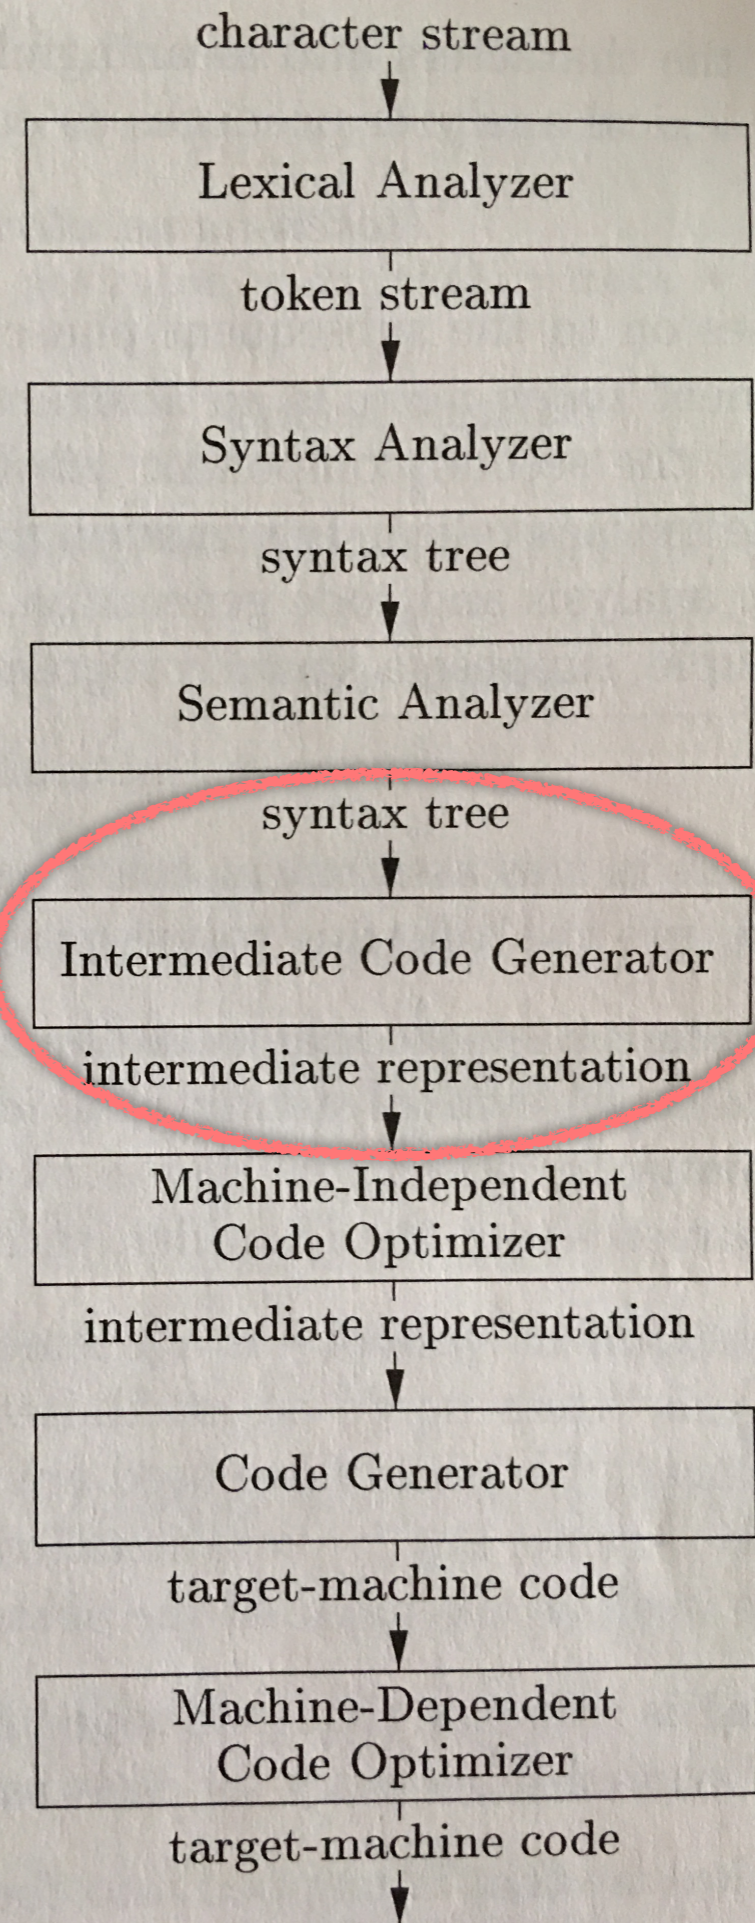 character stream
Lexical Analyzer
token stream
Syntax Analyzer
syntax tree
Semantic Analyzer
syntax tree
Intermediate Code Generator
intermediate representation
Machine-Independent
Code Optimizer
intermediate representation
Code Generator
target-machine code
Machine-Dependent
Code Optimizer
target-machine code